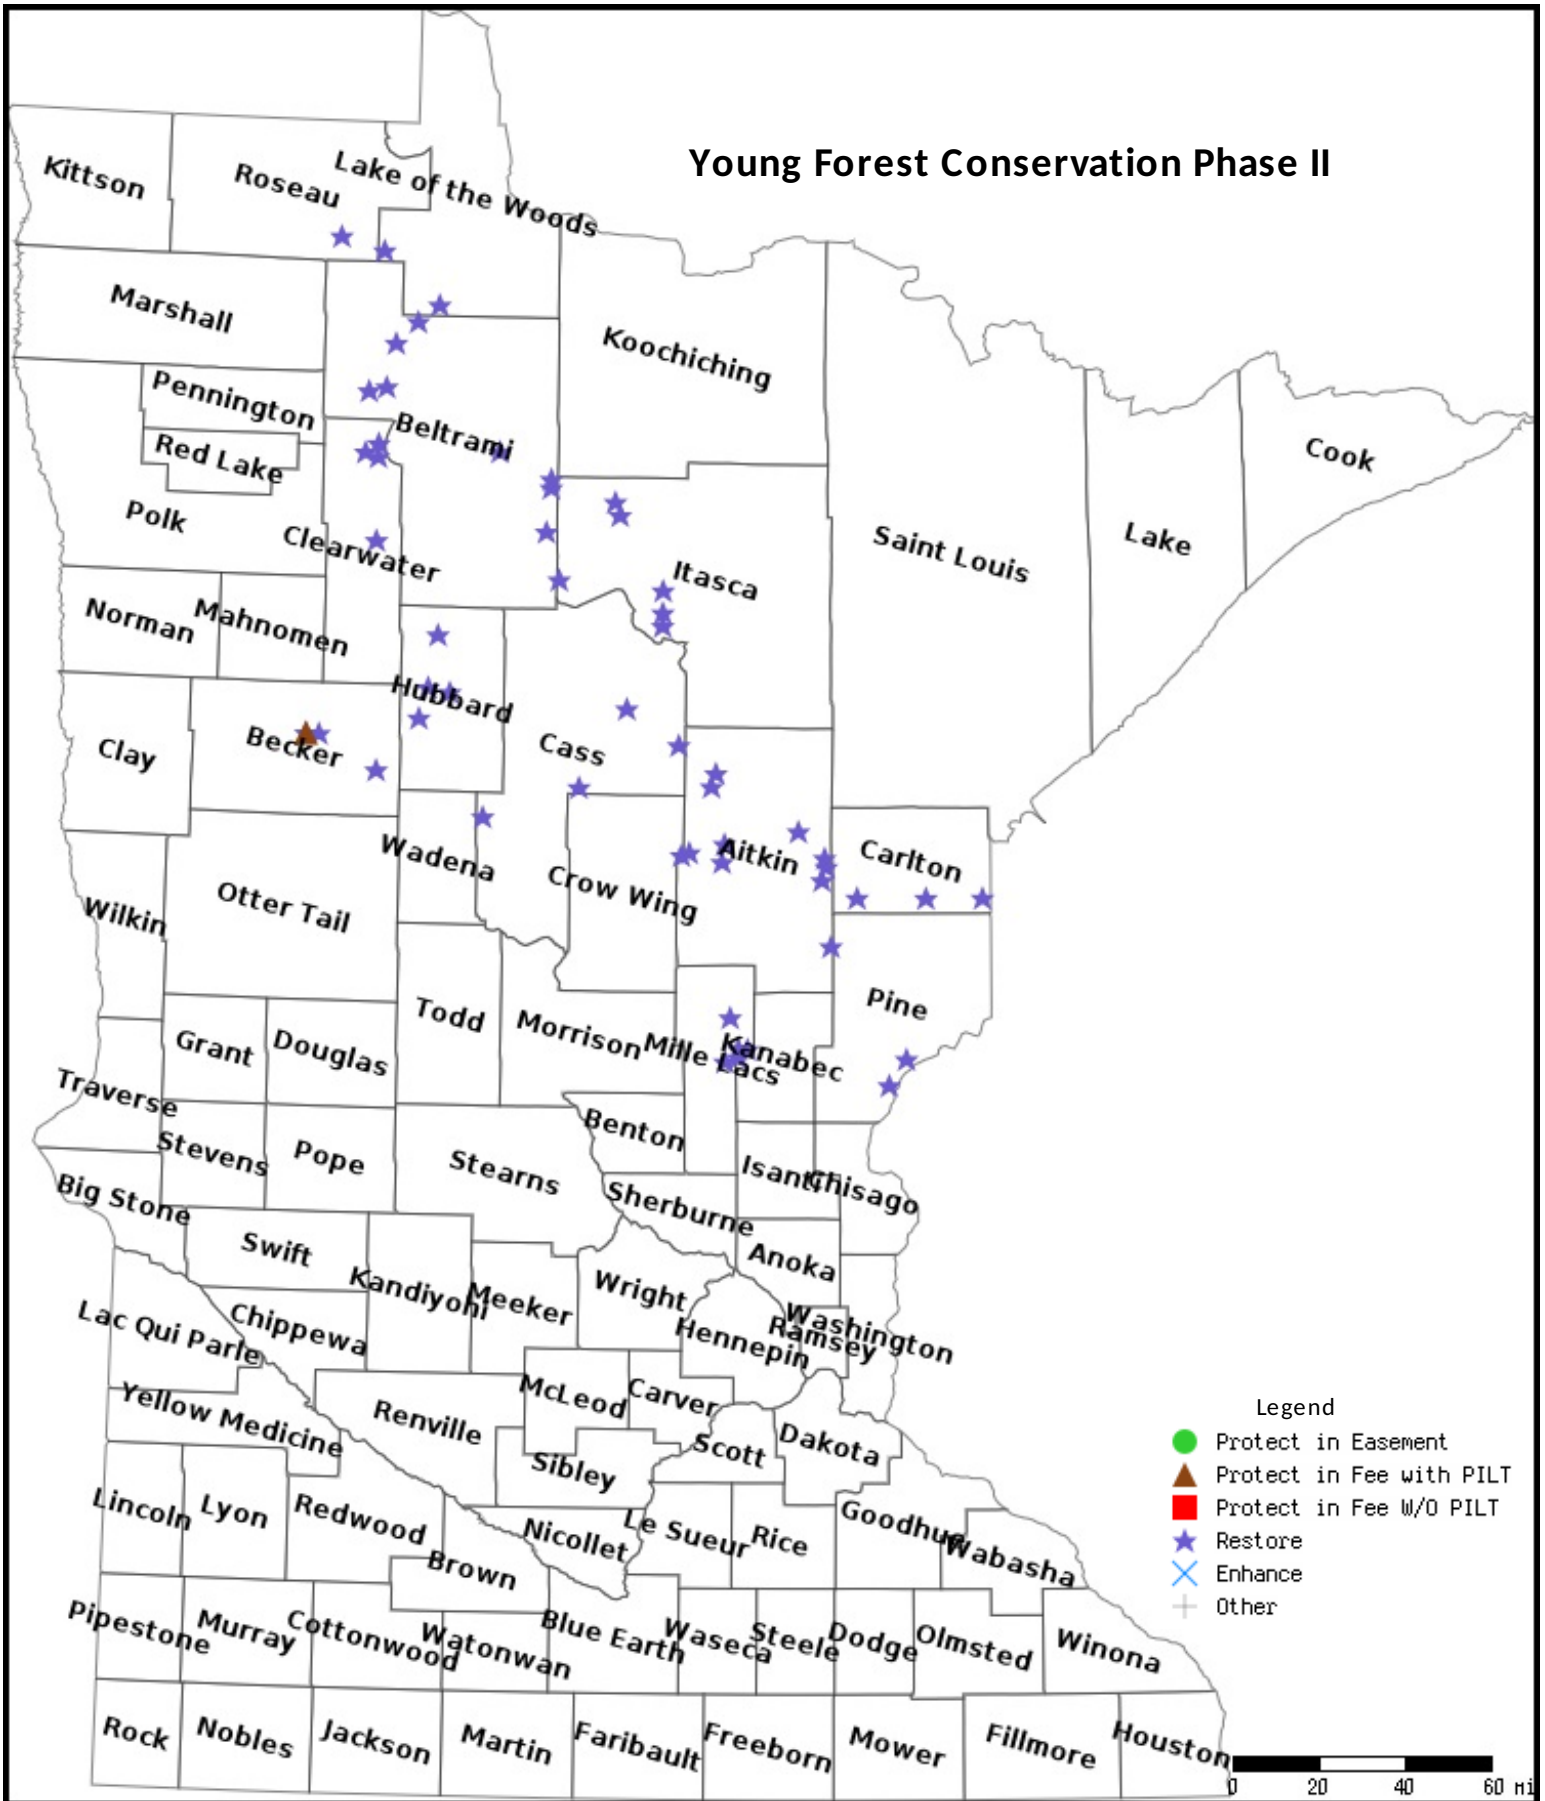 Young Forest Conservation Phase II
Kittson
Roseau
Lake of the Woods
Marshall
Koochiching
Pennington
Beltrami
Red Lake
Cook
Polk
Clearwater
Saint Louis
Lake
Itasca
Norman
Mahnomen
Hubbard
Clay
Becker
Cass
Wadena
Aitkin
Carlton
Crow Wing
Otter Tail
Wilkin
Pine
Todd
Morrison
Grant
Douglas
Mille Lacs
Kanabec
Traverse
Benton
Stevens
Pope
Stearns
Isanti
Chisago
Big Stone
Sherburne
Swift
Anoka
Kandiyohi
Meeker
Wright
Washington
Ramsey
Hennepin
Lac Qui Parle
Chippewa
McLeod
Carver
Yellow Medicine
Renville
Scott
Dakota
Sibley
Lincoln
Lyon
Redwood
Nicollet
Le Sueur
Rice
Goodhue
Wabasha
Brown
Pipestone
Murray
Cottonwood
Watonwan
Blue Earth
Waseca
Steele
Dodge
Olmsted
Winona
Rock
Nobles
Jackson
Martin
Faribault
Freeborn
Mower
Fillmore
Houston
Legend
Protect in Easement
Protect in Fee with PILT
Protect in Fee W/O PILT
Restore
Enhance
Other
0 20 40 60 mi